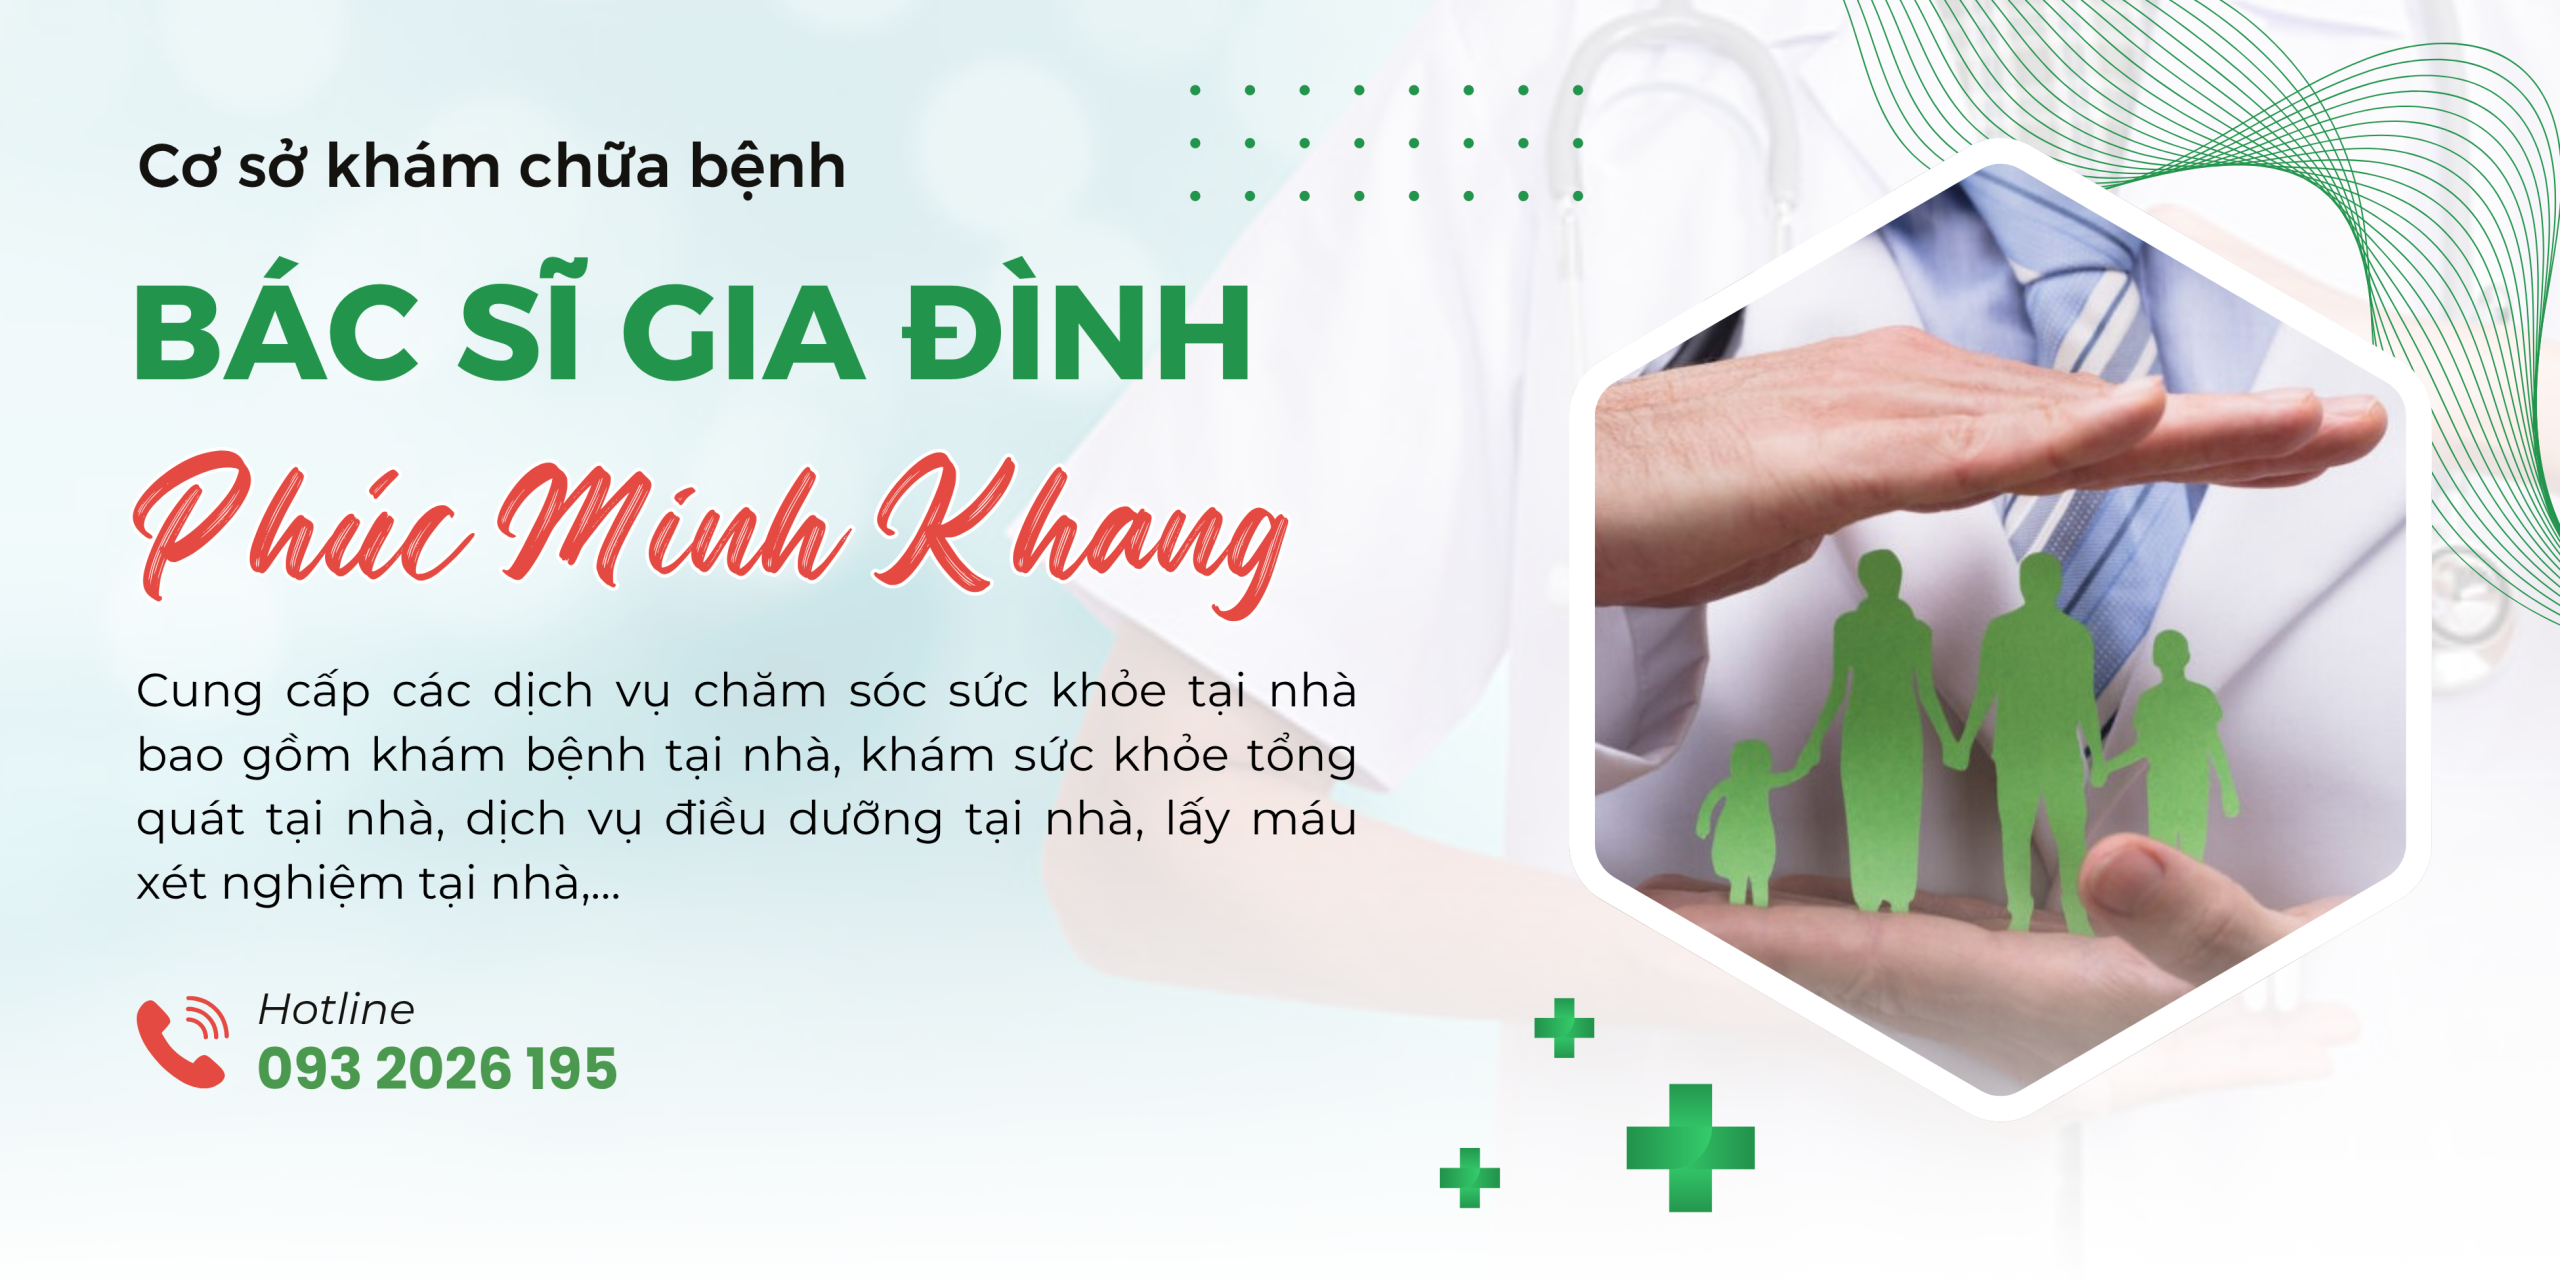 Cơ sở khám chữa bệnh
BÁC SĨ GIA ĐÌNH
Phúc Minh Khang
Cung cấp các dịch vụ chăm sóc sức khỏe tại nhà
bao gồm khám bệnh tại nhà, khám sức khỏe tổng
quát tại nhà, dịch vụ điều dưỡng tại nhà, lấy máu
xét nghiệm tại nhà,...
Hotline
093 2026 195